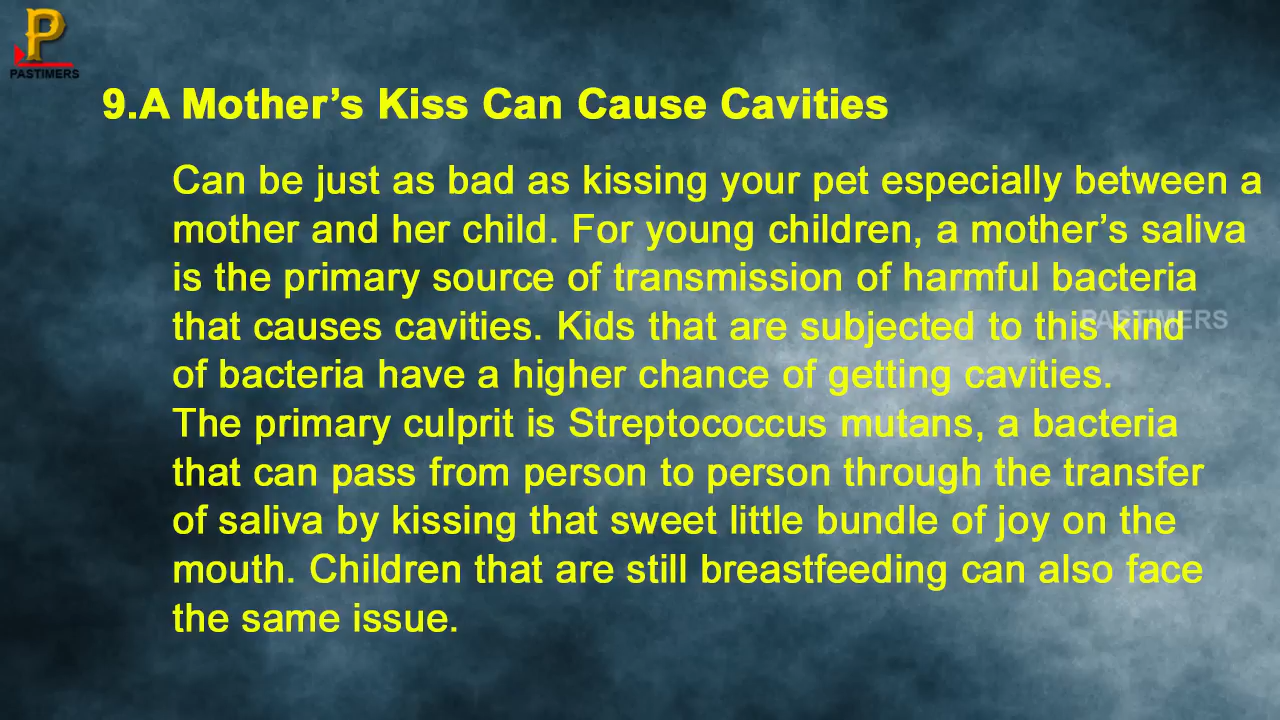 P
PASTIMERS
9.A Mother’s Kiss Can Cause Cavities
Can be just as bad as kissing your pet especially between a
mother and her child. For young children, a mother’s saliva
is the primary source of transmission of harmful bacteria
that causes cavities. Kids that are subjected to this kind
PASTIMERS
of bacteria have a higher chance of getting cavities.
The primary culprit is Streptococcus mutans, a bacteria
that can pass from person to person through the transfer
of saliva by kissing that sweet little bundle of joy on the
mouth. Children that are still breastfeeding can also face
the same issue.